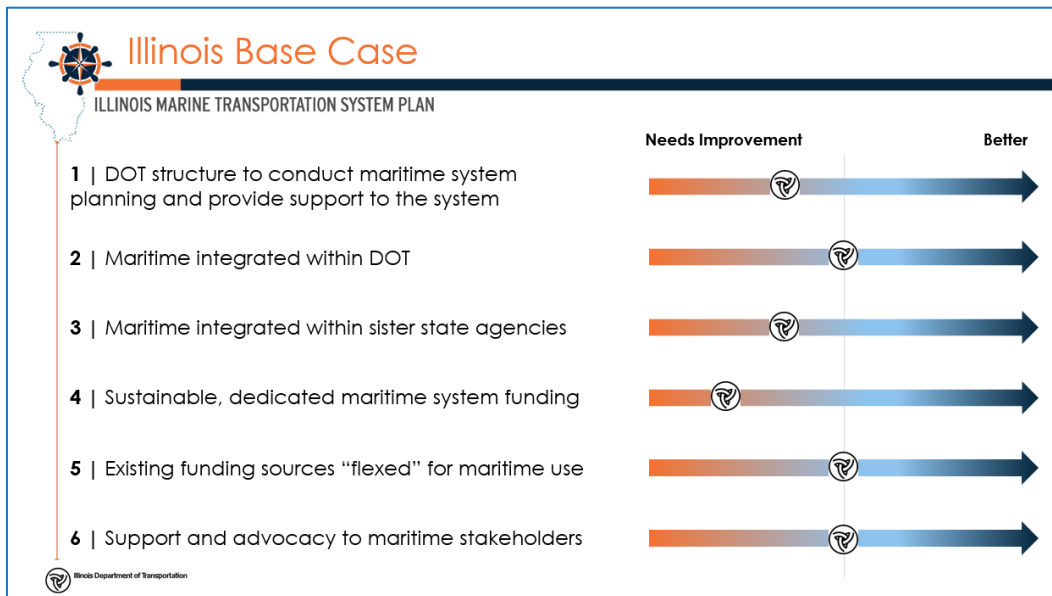 Illinois Base Case
ILLINOIS MARINE TRANSPORTATION SYSTEM PLAN
Needs Improvement
Better
1 | DOT structure to conduct maritime system
planning and provide support to the system
2 | Maritime integrated within DOT
3 | Maritime integrated within sister state agencies
4 | Sustainable, dedicated maritime system funding
5 | Existing funding sources “flexed” for maritime use
6 | Support and advocacy to maritime stakeholders
Illinois Department of Transportation